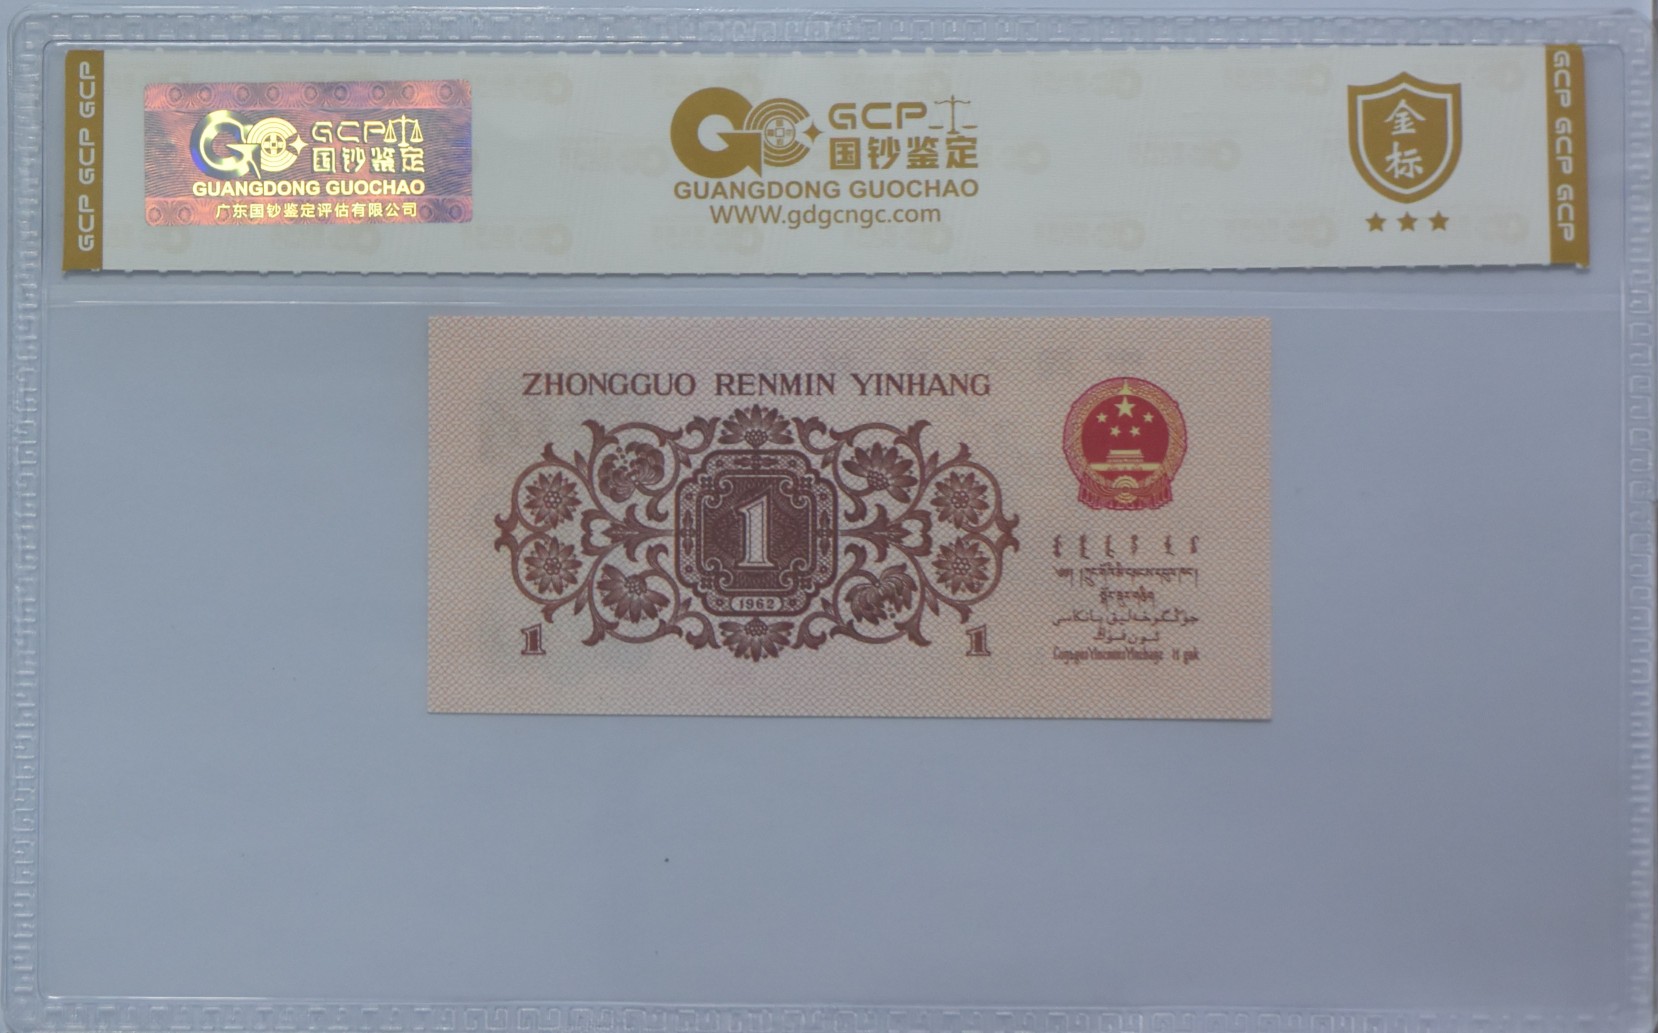 GCP GCP GCP
GCP
国钞鉴定
GUANGDONG GUOCHAO
广东国钞鉴定评估有限公司
GCP
国钞鉴定
GUANGDONG GUOCHAO
WWW.gdgcngc.com
金标
GCP GCP GCP
ZHONGGUO RENMIN YINHANG
1
1962
1
1